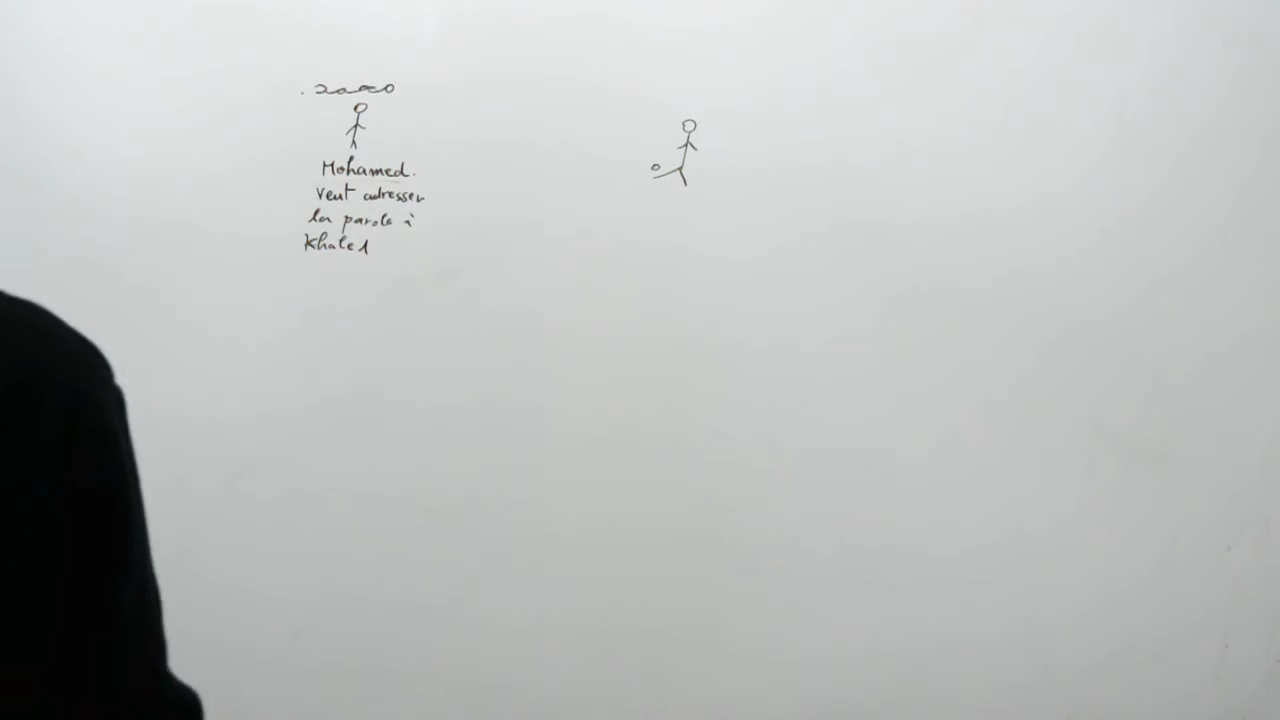 Mohamed.
veut adresser
la parole à
Khaled